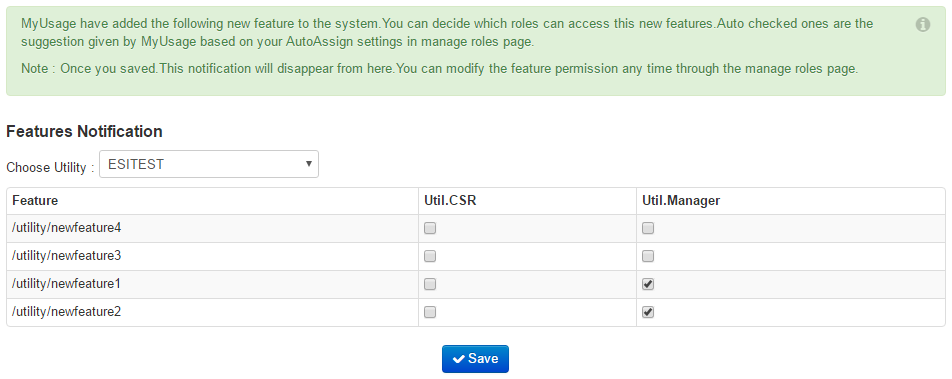 MyUsage have added the following new feature to the system.You can decide which roles can access this new features.Auto checked ones are the
suggestion given by MyUsage based on your AutoAssign settings in manage roles page.
Note : Once you saved.This notification will disappear from here.You can modify the feature permission any time through the manage roles page.
Features Notification
Choose Utility : ESITEST
Feature Util.CSR Util.Manager
/utility/newfeature4
/utility/newfeature3
/utility/newfeature1
/utility/newfeature2
Save